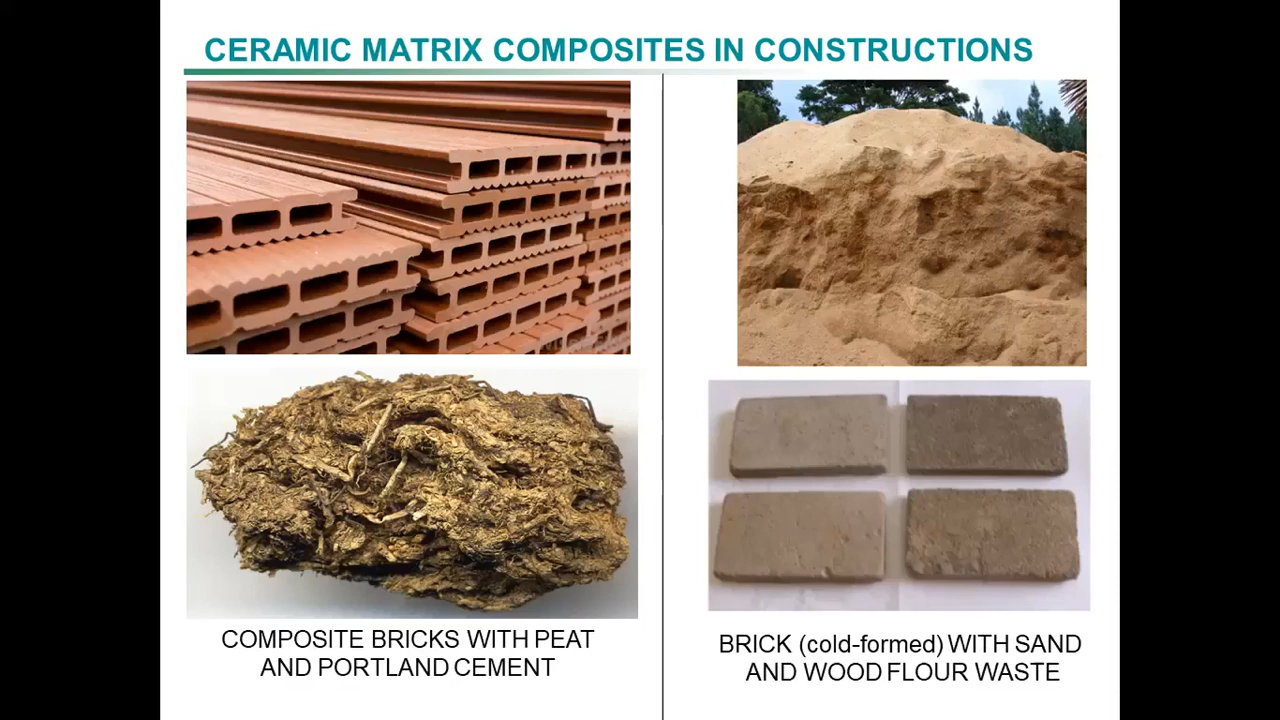 CERAMIC MATRIX COMPOSITES IN CONSTRUCTIONS
COMPOSITE BRICKS WITH PEAT
AND PORTLAND CEMENT
BRICK (cold-formed) WITH SAND
AND WOOD FLOUR WASTE